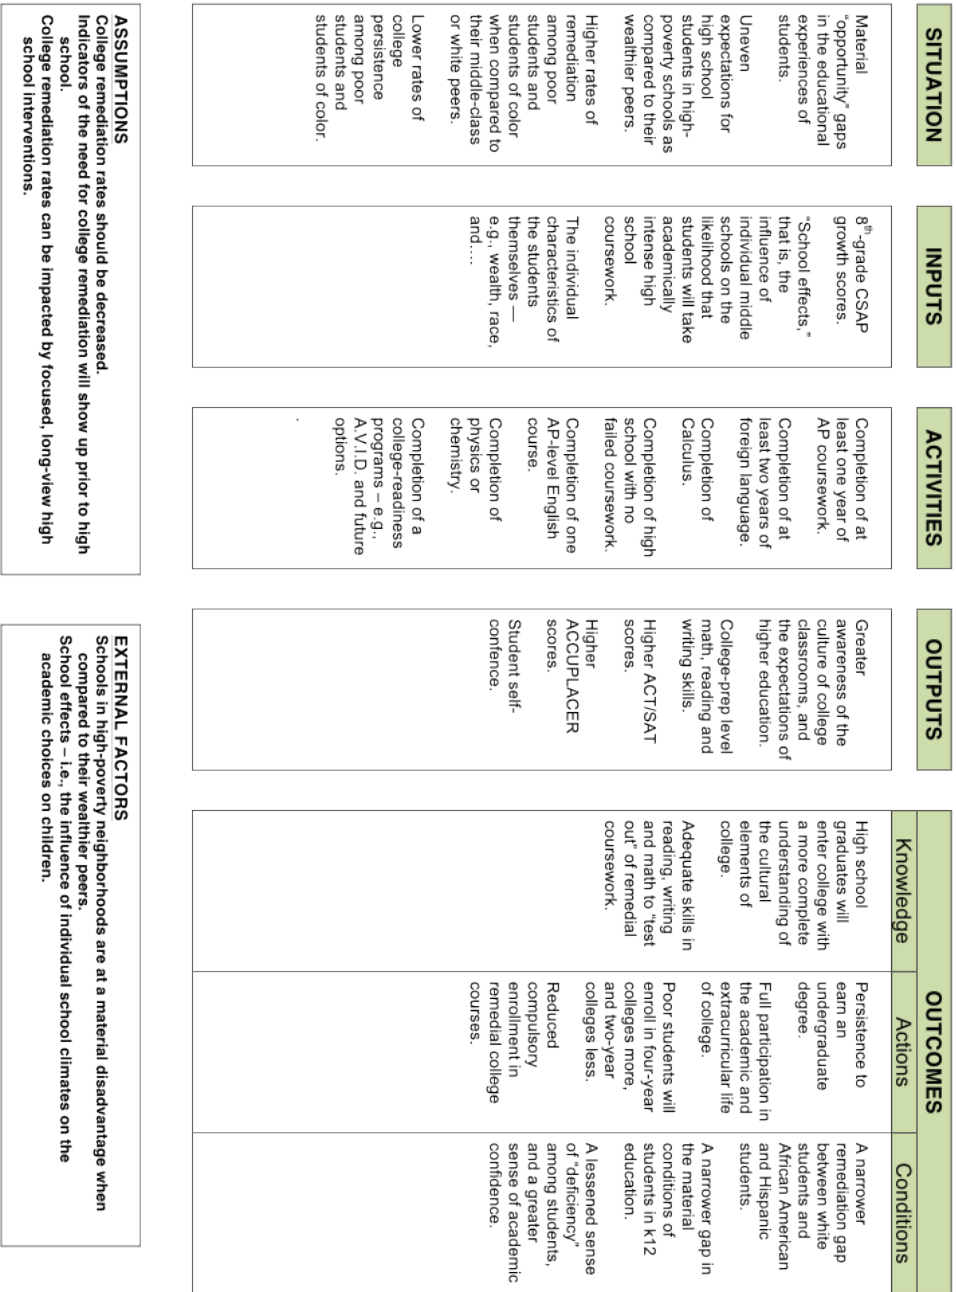 SITUATION
Material
“opportunity” gaps
in the educational
experiences of
students.
Uneven
expectations for
high school
students in high-
poverty schools as
compared to their
wealthier peers.
Higher rates of
remediation
among poor
students and
students of color
when compared to
their middle-class
or white peers.
Lower rates of
college
persistence
among poor
students and
students of color.
INPUTS
8th-grade CSAP
growth scores.
“School effects,”
that is, the
influence of
individual middle
schools on the
likelihood that
students will take
academically
intense high
school
coursework.
The individual
characteristics of
the students
themselves —
e.g., wealth, race,
and….
ACTIVITIES
Completion of at
least one year of
AP coursework.
Completion of at
least two years of
foreign language.
Completion of
Calculus.
Completion of high
school with no
failed coursework.
Completion of one
AP-level English
course.
Completion of
physics or
chemistry.
Completion of a
college-readiness
programs – e.g.,
A.V.I.D. and future
options.
.
OUTPUTS
Greater
awareness of the
culture of college
classrooms, and
the expectations of
higher education.
College-prep level
math, reading and
writing skills.
Higher ACT/SAT
scores.
Higher
ACCUPLACER
scores.
Student self-
confence.
OUTCOMES
Knowledge
High school
graduates will
enter college with
a more complete
understanding of
the cultural
elements of
college.
Adequate skills in
reading, writing
and math to “test
out” of remedial
coursework.
Actions
Persistence to
earn an
undergraduate
degree.
Full participation in
the academic and
extracurricular life
of college.
Poor students will
enroll in four-year
colleges more,
and two-year
colleges less.
Reduced
compulsory
enrollment in
remedial college
courses.
Conditions
A narrower
remediation gap
between white
students and
African American
and Hispanic
students.
A narrower gap in
the material
conditions of
students in k12
education.
A lessened sense
of “deficiency”
among students,
and a greater
sense of academic
confidence.
ASSUMPTIONS
College remediation rates should be decreased.
Indicators of the need for college remediation will show up prior to high
school.
College remediation rates can be impacted by focused, long-view high
school interventions.
EXTERNAL FACTORS
Schools in high-poverty neighborhoods are at a material disadvantage when
compared to their wealthier peers.
School effects – i.e., the influence of individual school climates on the
academic choices on children.